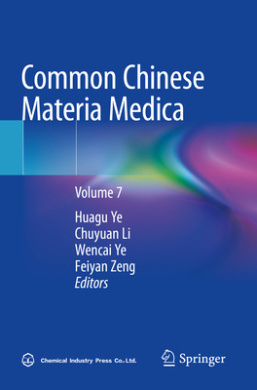 Common Chinese
Materia Medica
Volume 7
Huagu Ye
Chuyuan Li
Wencai Ye
Feiyan Zeng
Editors
Chemical Industry Press Co., Ltd.
Springer